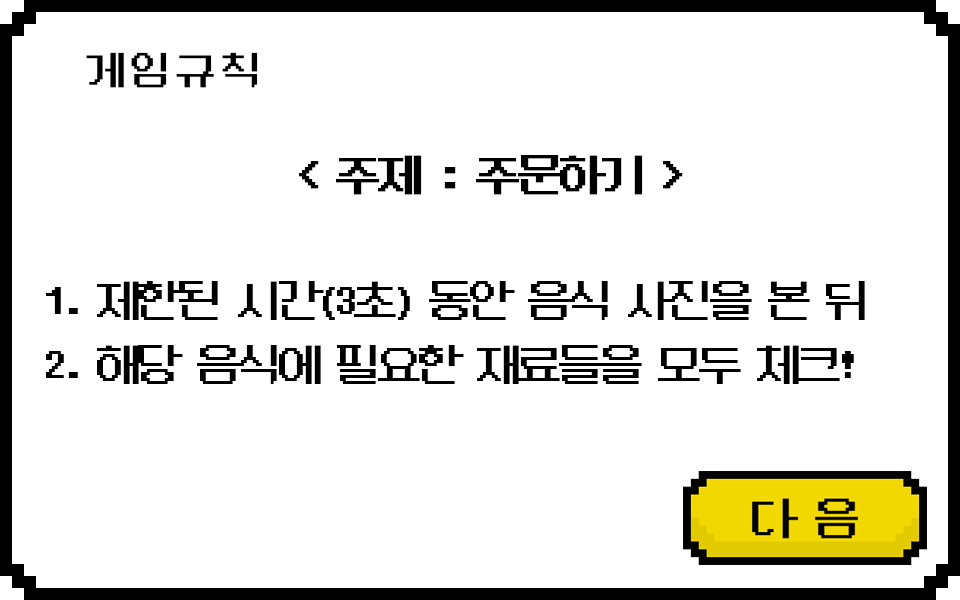 게임규칙
< 주제 : 주문하기 >
1. 제한된 시간(3초) 동안 음식 사진을 본 뒤
2. 해당 음식에 필요한 재료들을 모두 체크!
다음